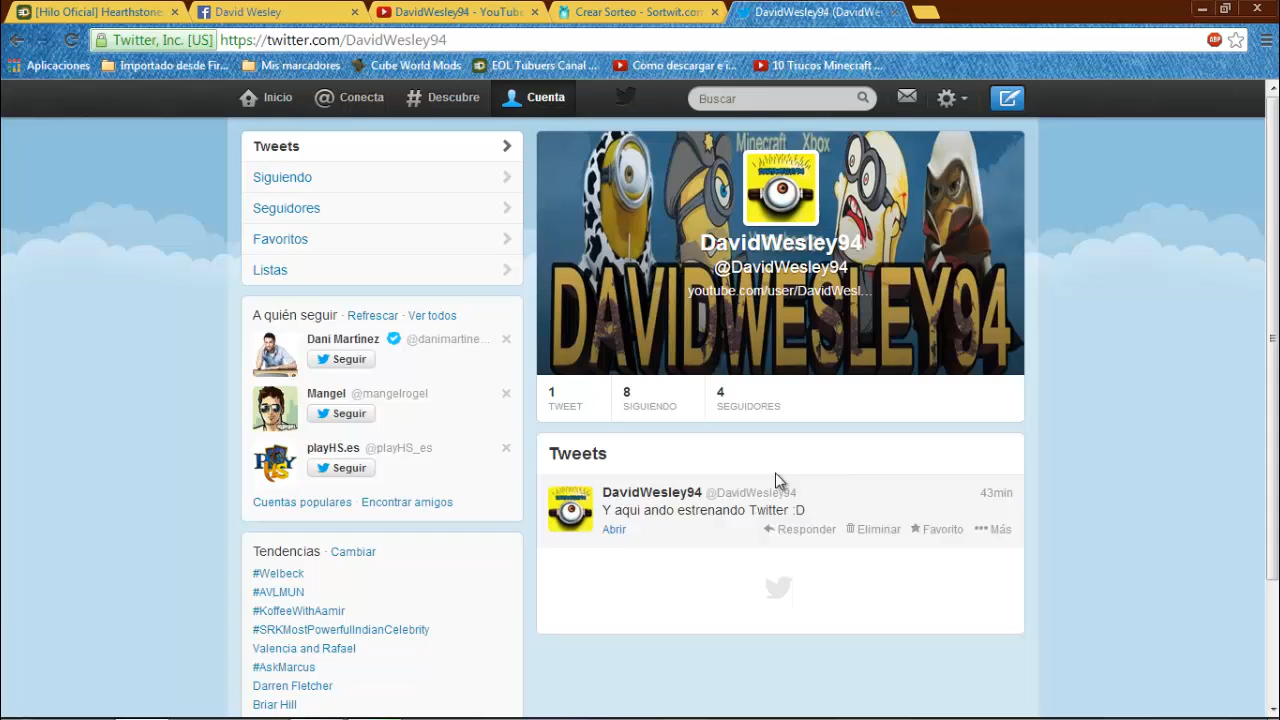 [Hilo Oficial] Hearthstone
David Wesley
DavidWesley94 - YouTube
Crear Sorteo - Sortwit.com
DavidWesley94 (DavidWes
Twitter, Inc. [US]
https://twitter.com/DavidWesley94
ABP
Aplicaciones
Importado desde Fir...
Mis marcadores
Cube World Mods
EOL Tubuers Canal ...
Como descargar e i...
10 Trucos Minecraft ...
Inicio
Conecta
Descubre
Cuenta
Buscar
Tweets
Siguiendo
Seguidores
Favoritos
Listas
A quién seguir · Refrescar · Ver todos
Dani Martínez @danimartine...
Seguir
Mangel @mangelrogel
Seguir
playHS.es @playHS_es
Seguir
Cuentas populares · Encontrar amigos
Tendencias · Cambiar
#Welbeck
#AVLMUN
#KoffeeWithAamir
#SRKMostPowerfulIndianCelebrity
Valencia and Rafael
#AskMarcus
Darren Fletcher
Briar Hill
Minecraft Xbox
DavidWesley94
@DavidWesley94
youtube.com/user/DavidWesl...
DAVIDWESLEY94
1 TWEET
8 SIGUIENDO
4 SEGUIDORES
Tweets
DavidWesley94 @DavidWesley94 43min
Y aqui ando estrenando Twitter :D
Abrir Responder Eliminar Favorito Más